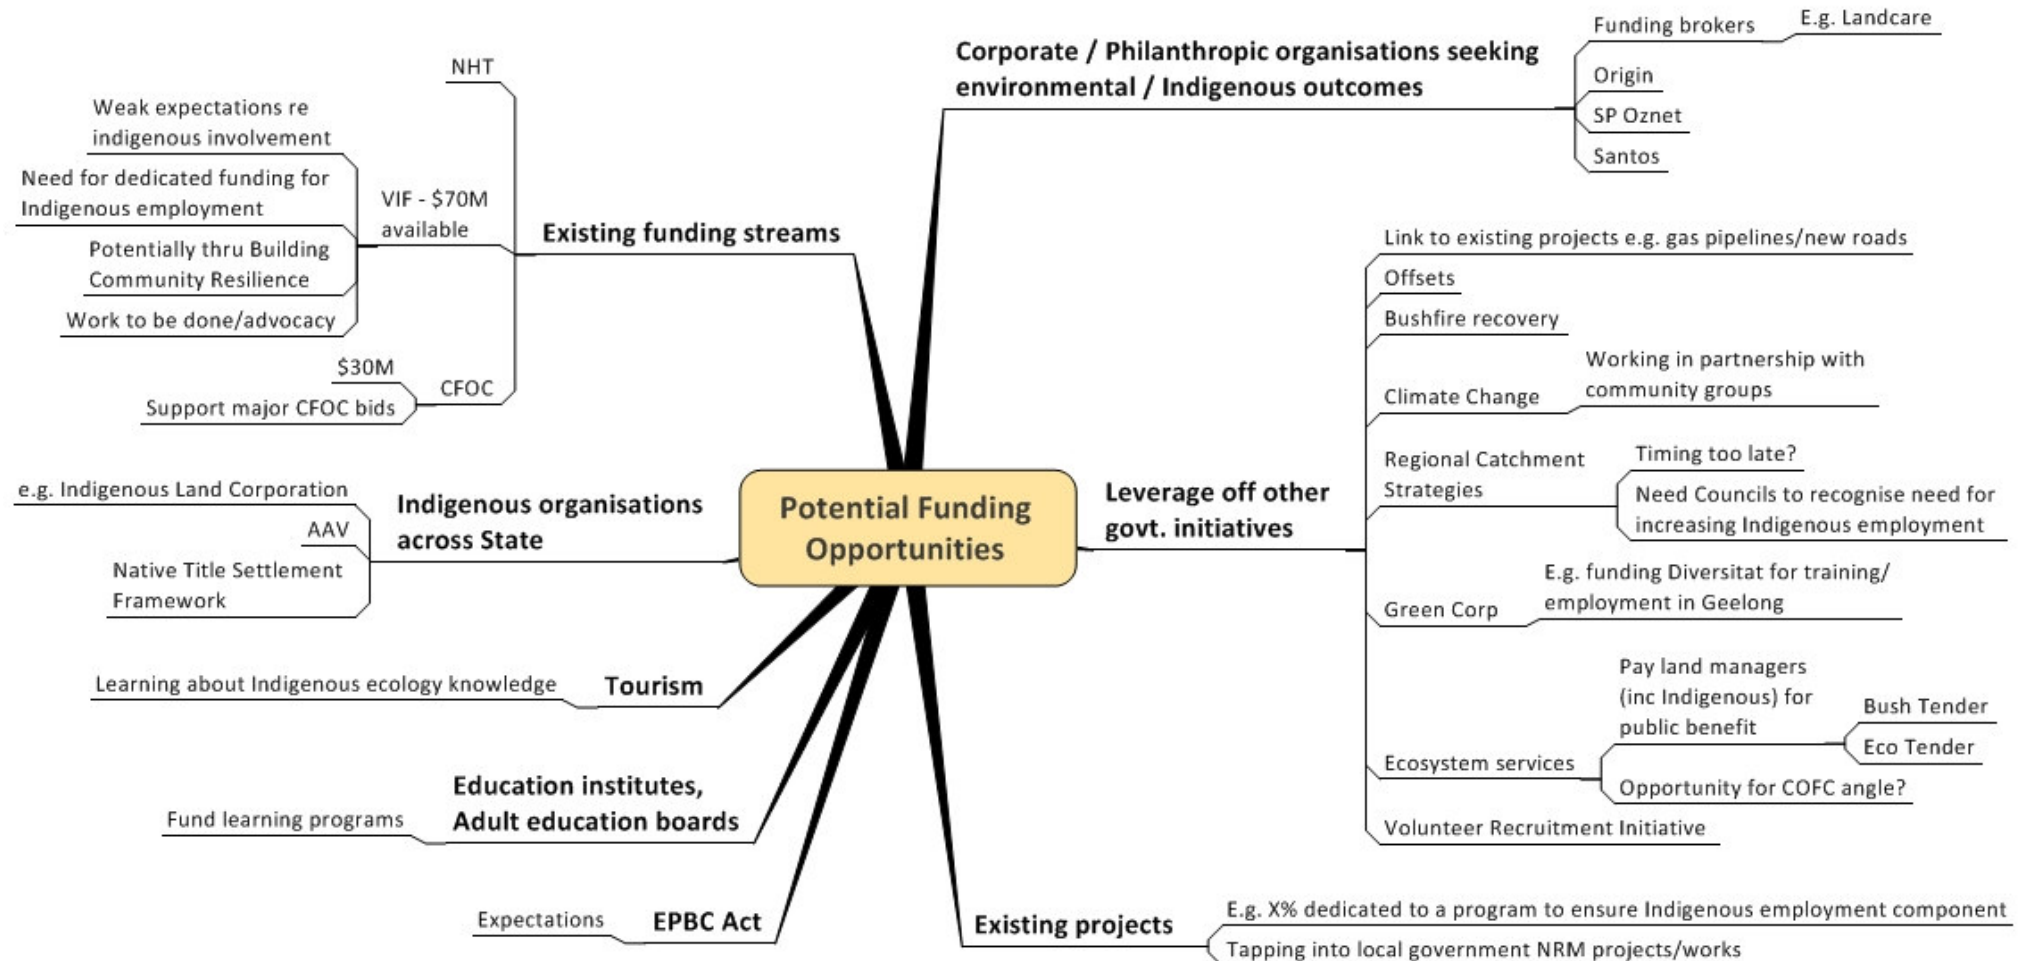 Potential Funding
Opportunities
Corporate / Philanthropic organisations seeking
environmental / Indigenous outcomes
Funding brokers
E.g. Landcare
Origin
SP Oznet
Santos
Leverage off other
govt. initiatives
Link to existing projects e.g. gas pipelines/new roads
Offsets
Bushfire recovery
Climate Change
Working in partnership with
community groups
Regional Catchment
Strategies
Timing too late?
Need Councils to recognise need for
increasing Indigenous employment
Green Corp
E.g. funding Diversitat for training/
employment in Geelong
Ecosystem services
Pay land managers
(inc Indigenous) for
public benefit
Bush Tender
Eco Tender
Opportunity for COFC angle?
Volunteer Recruitment Initiative
Existing projects
E.g. X% dedicated to a program to ensure Indigenous employment component
Tapping into local government NRM projects/works
Existing funding streams
NHT
VIF - $70M
available
Weak expectations re
indigenous involvement
Need for dedicated funding for
Indigenous employment
Potentially thru Building
Community Resilience
Work to be done/advocacy
CFOC
$30M
Support major CFOC bids
Indigenous organisations
across State
e.g. Indigenous Land Corporation
AAV
Native Title Settlement
Framework
Tourism
Learning about Indigenous ecology knowledge
Education institutes,
Adult education boards
Fund learning programs
EPBC Act
Expectations